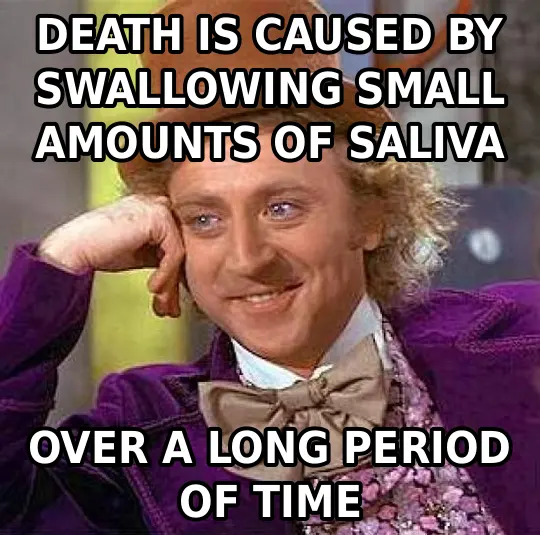 DEATH IS CAUSED BY
SWALLOWING SMALL
AMOUNTS OF SALIVA
OVER A LONG PERIOD
OF TIME